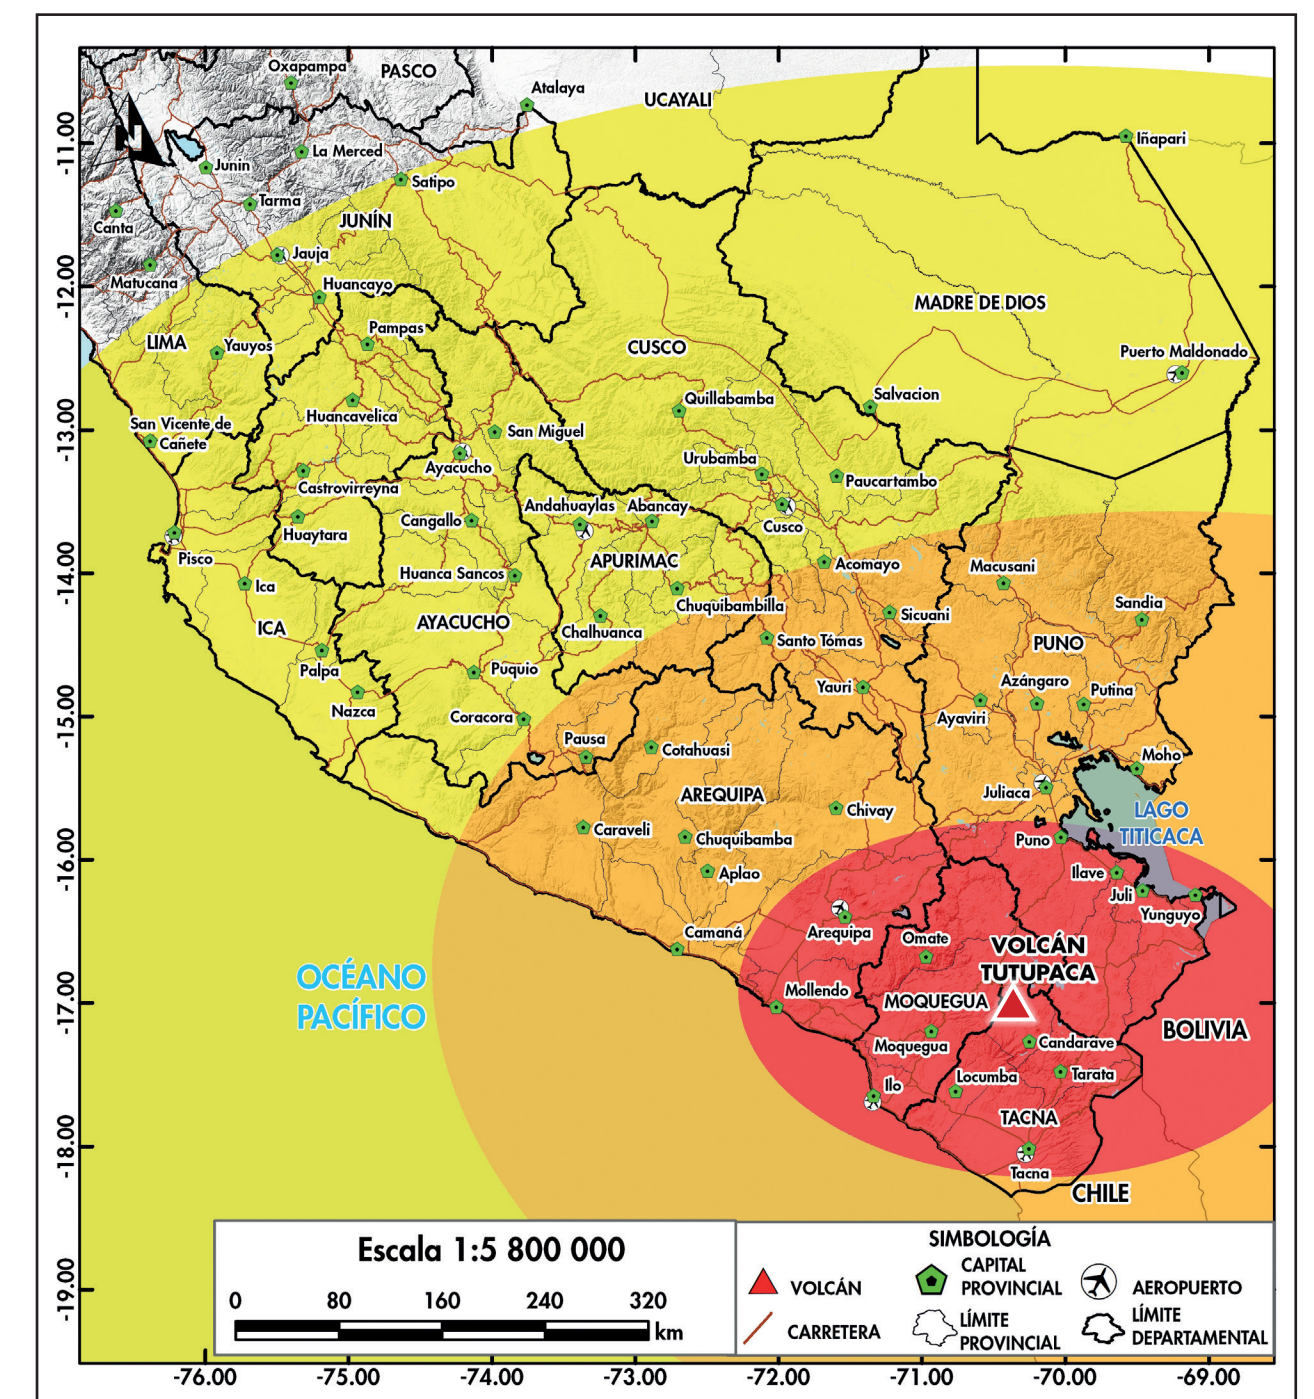 Oxapampa
PASCO
Atalaya
UCAYALI
N
Junin
La Merced
Iñapari
Satipo
Tarma
Canta
JUNÍN
Jauja
Matucana
Huancayo
MADRE DE DIOS
LIMA
Yauyos
Pampas
CUSCO
Puerto Maldonado
Huancavelica
Quillabamba
Salvacion
San Vicente de
Cañete
San Miguel
Ayacucho
Urubamba
Paucartambo
Castrovirreyna
Andahuaylas
Abancay
Cangallo
Huaytara
Cusco
Pisco
APURIMAC
Acomayo
Macusani
Huanca Sancos
Ica
Chuquibambilla
Sandia
Sicuani
ICA
AYACUCHO
Chalhuanca
Santo Tómas
PUNO
Palpa
Puquio
Yauri
Azángaro
Putina
Nazca
Coracora
Ayaviri
Pausa
Cotahuasi
Moho
Juliaca
AREQUIPA
Chivay
LAGO
TITICACA
Caraveli
Chuquibamba
Puno
Aplao
Ilave
Juli
Yunguyo
Camaná
Arequipa
Omate
VOLCÁN
TUTUPACA
OCÉANO
PACÍFICO
Mollendo
MOQUEGUA
BOLIVIA
Moquegua
Candarave
Ilo
Locumba
Tarata
TACNA
Tacna
CHILE
-11.00
-12.00
-13.00
-14.00
-15.00
-16.00
-17.00
-18.00
-19.00
Escala 1:5 800 000
0 80 160 240 320
km
SIMBOLOGÍA
VOLCÁN
CAPITAL
PROVINCIAL
AEROPUERTO
CARRETERA
LÍMITE
PROVINCIAL
LÍMITE
DEPARTAMENTAL
-76.00 -75.00 -74.00 -73.00 -72.00 -71.00 -70.00 -69.00